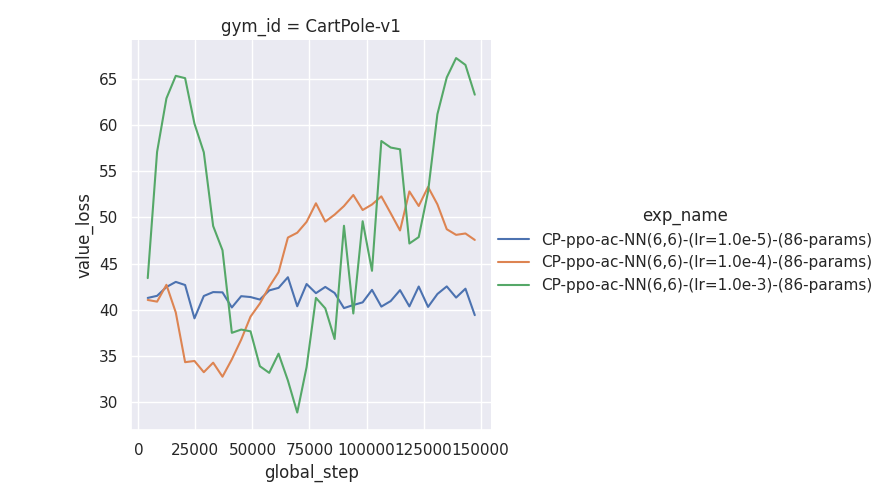 gym_id = CartPole-v1
value_loss
65
60
55
50
45
40
35
30
0 25000 50000 75000 100000 125000 150000
global_step
exp_name
CP-ppo-ac-NN(6,6)-(lr=1.0e-5)-(86-params)
CP-ppo-ac-NN(6,6)-(lr=1.0e-4)-(86-params)
CP-ppo-ac-NN(6,6)-(lr=1.0e-3)-(86-params)